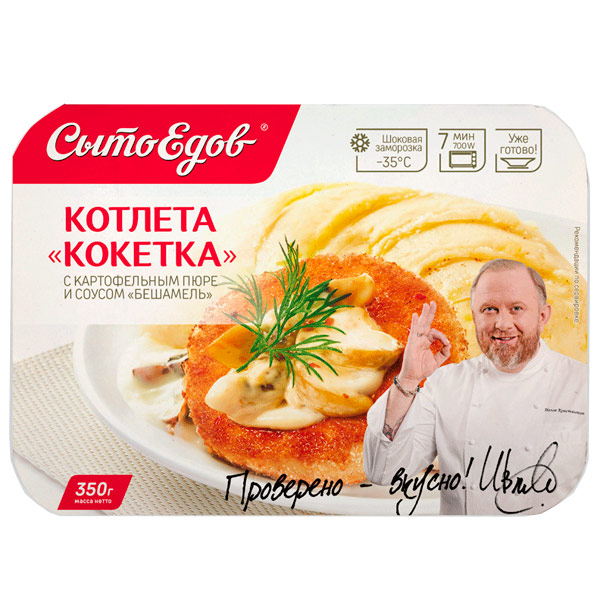 СытоЕдов®
Шоковая
заморозка
-35°C
7 мин
700W
Уже
готово!
КОТЛЕТА
«КОКЕТКА»
С КАРТОФЕЛЬНЫМ ПЮРЕ
И СОУСОМ «БЕШАМЕЛЬ»
Рекомендации по сервировке
350г
масса нетто
Проверено - вкусно!